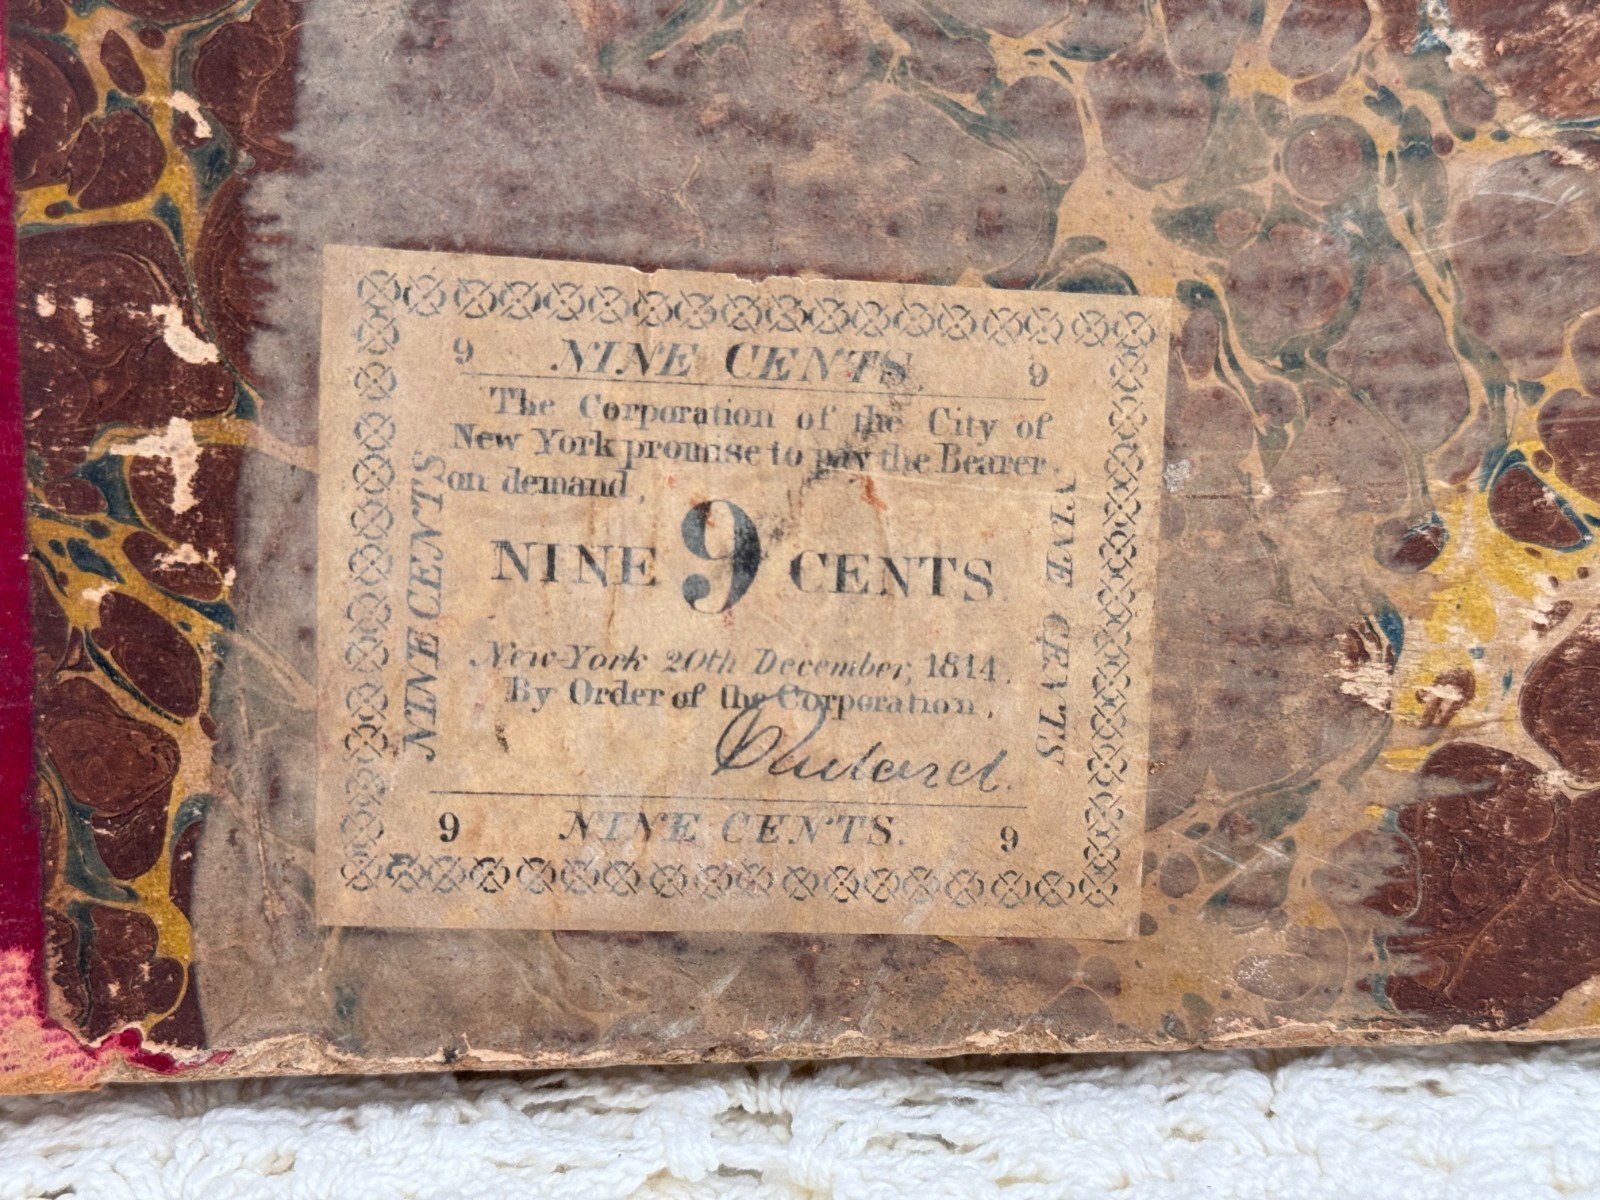 9 NINE CENTS. 9
The Corporation of the City of
New York promise to pay the Bearer
on demand,
NINE 9 CENTS
New-York 20th December, 1814.
By Order of the Corporation,
9 NINE CENTS. 9
NINE CENTS
NINE CENTS